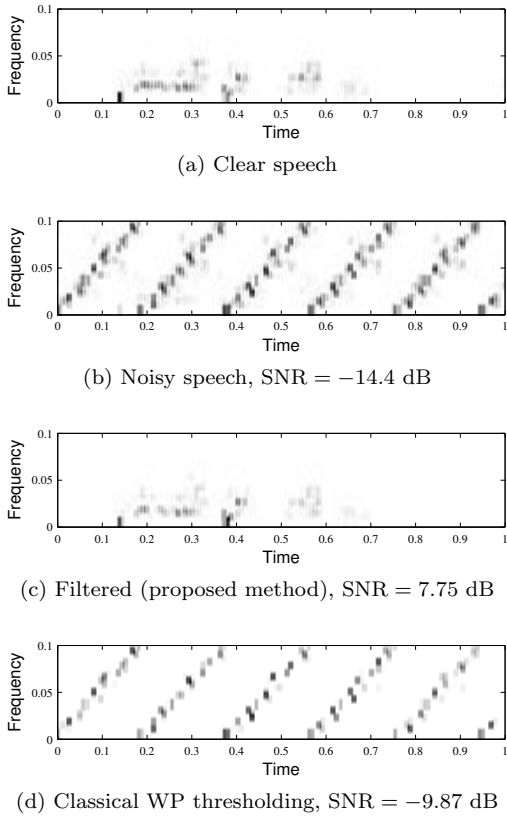 0.1
Frequency
0.05
0
0 0.1 0.2 0.3 0.4 0.5 0.6 0.7 0.8 0.9 1
Time
(a) Clear speech
0.1
Frequency
0.05
0
0 0.1 0.2 0.3 0.4 0.5 0.6 0.7 0.8 0.9 1
Time
(b) Noisy speech, SNR = −14.4 dB
0.1
Frequency
0.05
0
0 0.1 0.2 0.3 0.4 0.5 0.6 0.7 0.8 0.9 1
Time
(c) Filtered (proposed method), SNR = 7.75 dB
0.1
Frequency
0.05
0
0 0.1 0.2 0.3 0.4 0.5 0.6 0.7 0.8 0.9 1
Time
(d) Classical WP thresholding, SNR = −9.87 dB